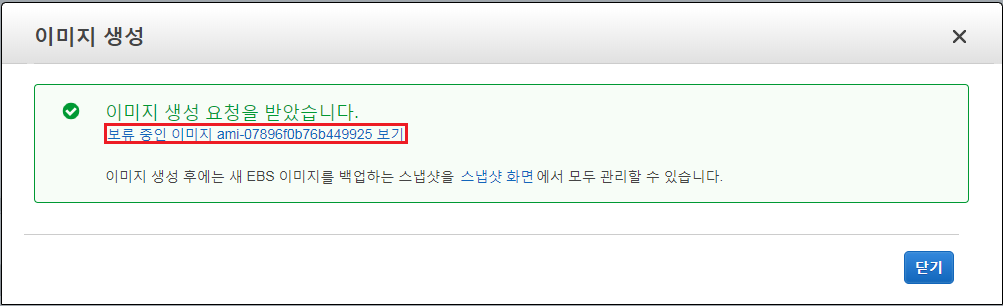 이미지 생성
이미지 생성 요청을 받았습니다.
보류 중인 이미지 ami-07896f0b76b449925 보기
이미지 생성 후에는 새 EBS 이미지를 백업하는 스냅샷을 스냅샷 화면에서 모두 관리할 수 있습니다.
닫기